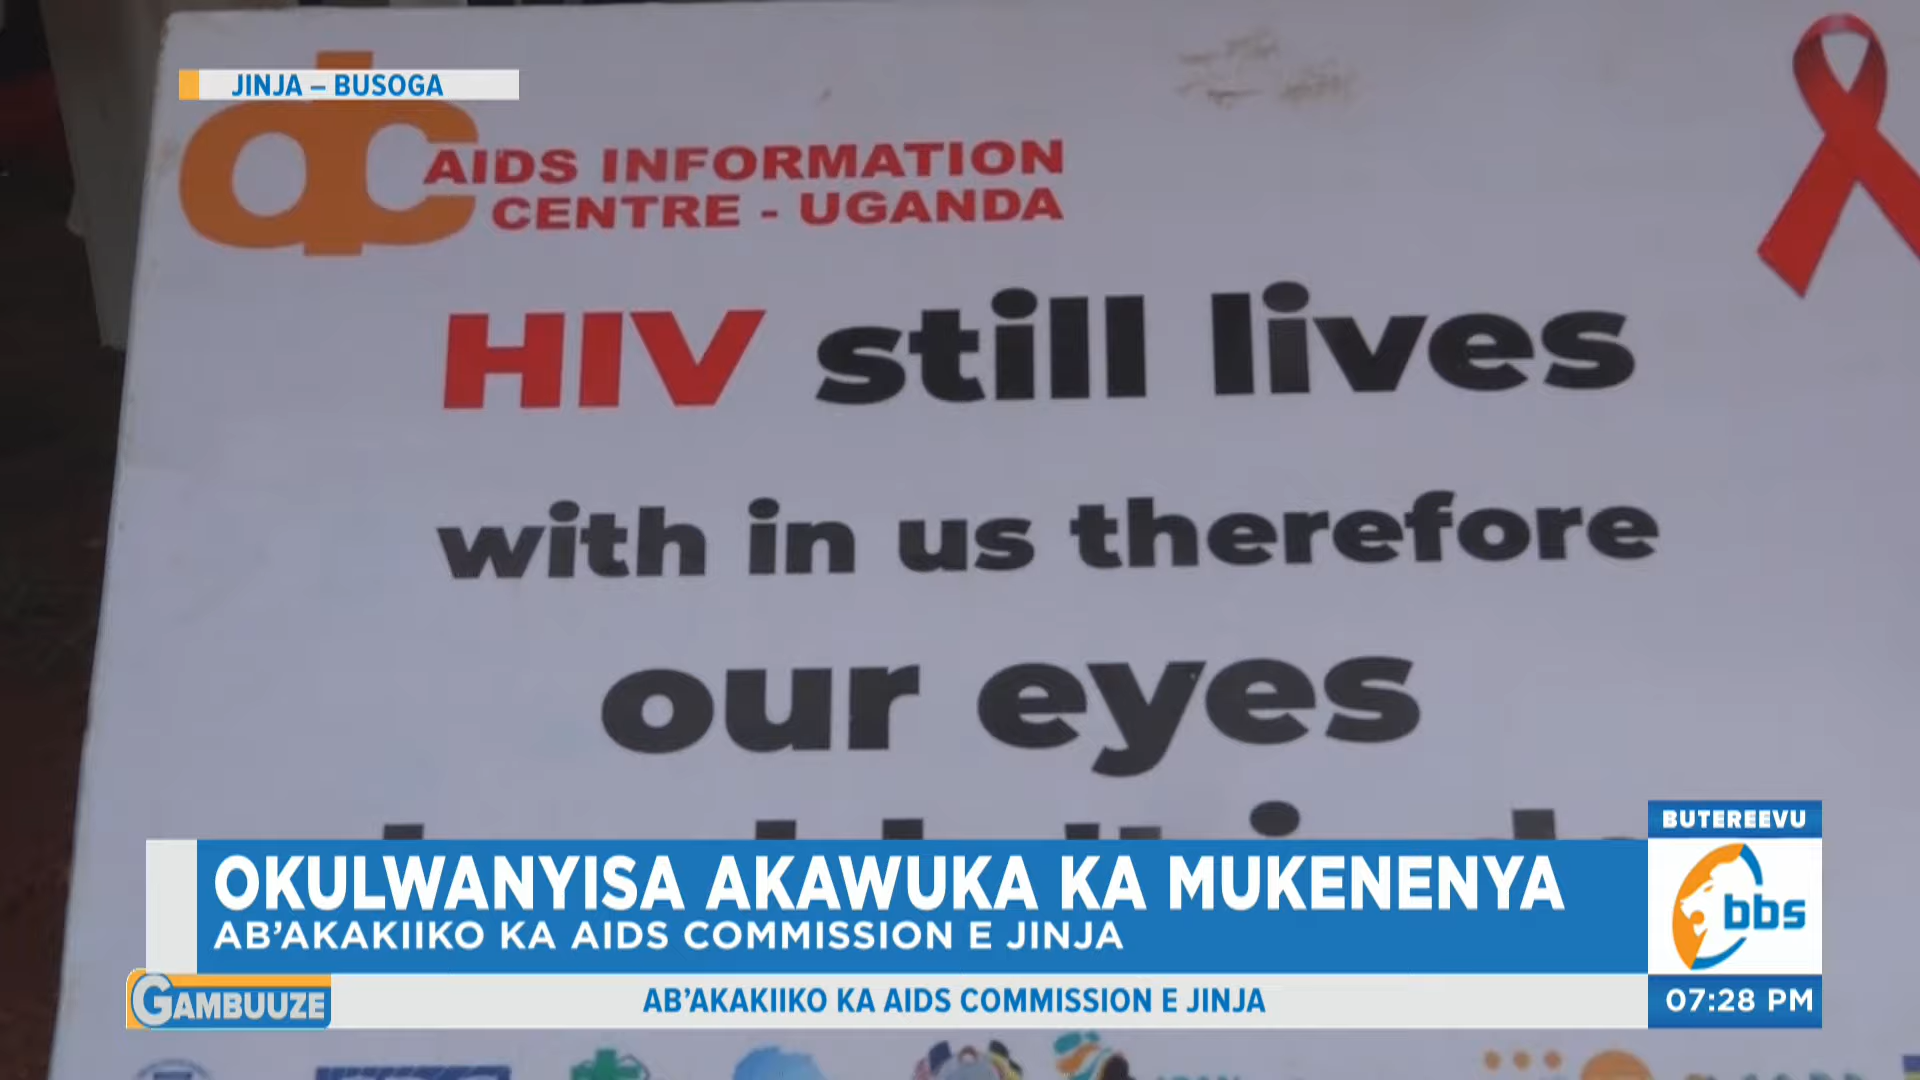 JINJA – BUSOGA
AIDS INFORMATION
CENTRE - UGANDA
HIV still lives
with in us therefore
our eyes
BUTEREEVU
OKULWANYISA AKAWUKA KA MUKENENYA
AB'AKAKIIKO KA AIDS COMMISSION E JINJA
bbs
GAMBUUZE
AB'AKAKIIKO KA AIDS COMMISSION E JINJA
07:28 PM